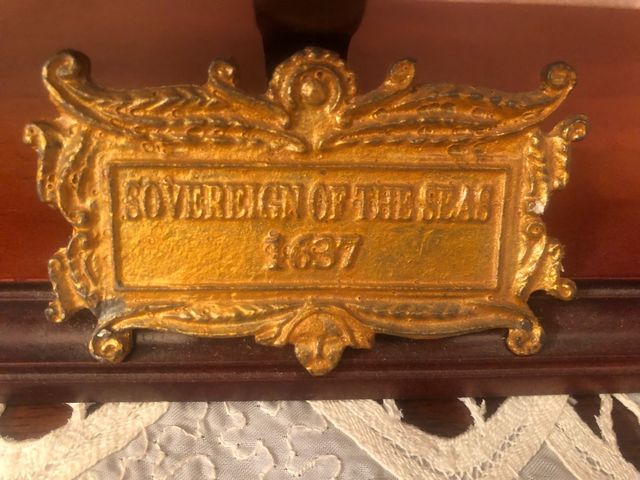 SOVEREIGN OF THE SEAS
1637